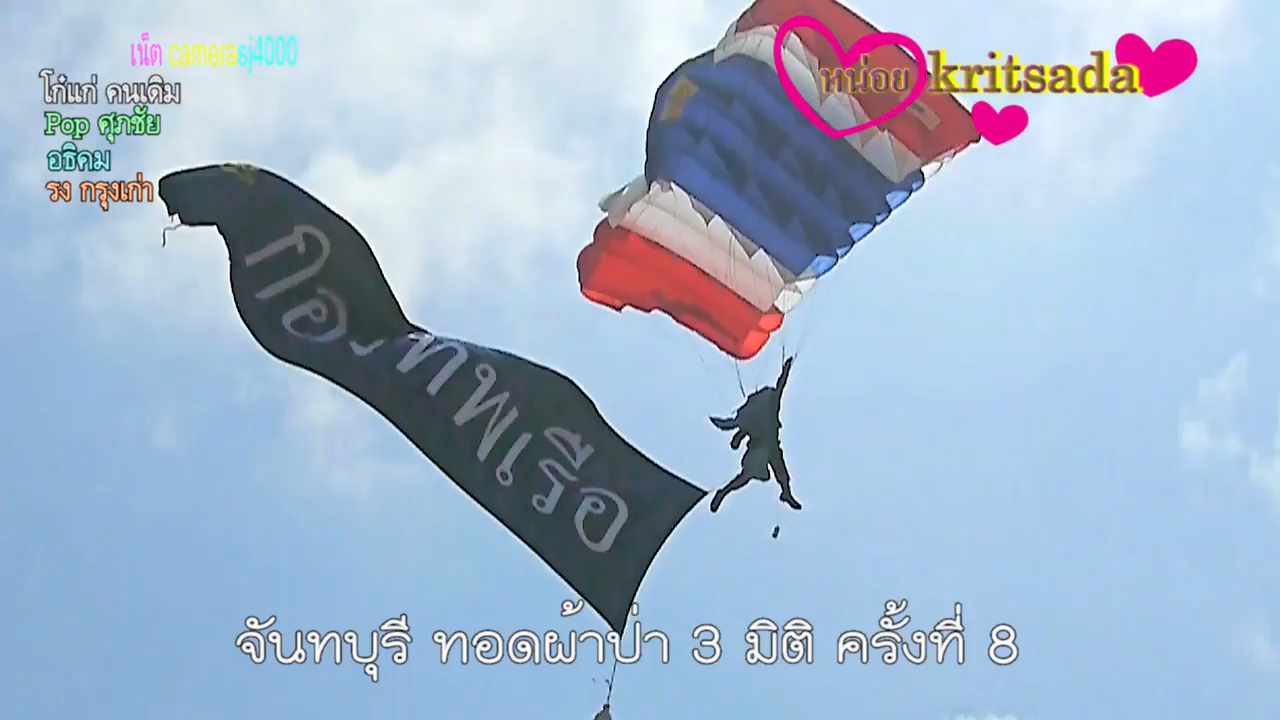 เน็ต camerasj4000
หน่อย kritsada
โก๋แก่ ฅนเดิม
Pop ศุภชัย
อธิคม
รง กรุงเก่า
กองทัพเรือ
จันทบุรี ทอดผ้าป่า 3 มิติ ครั้งที่ 8